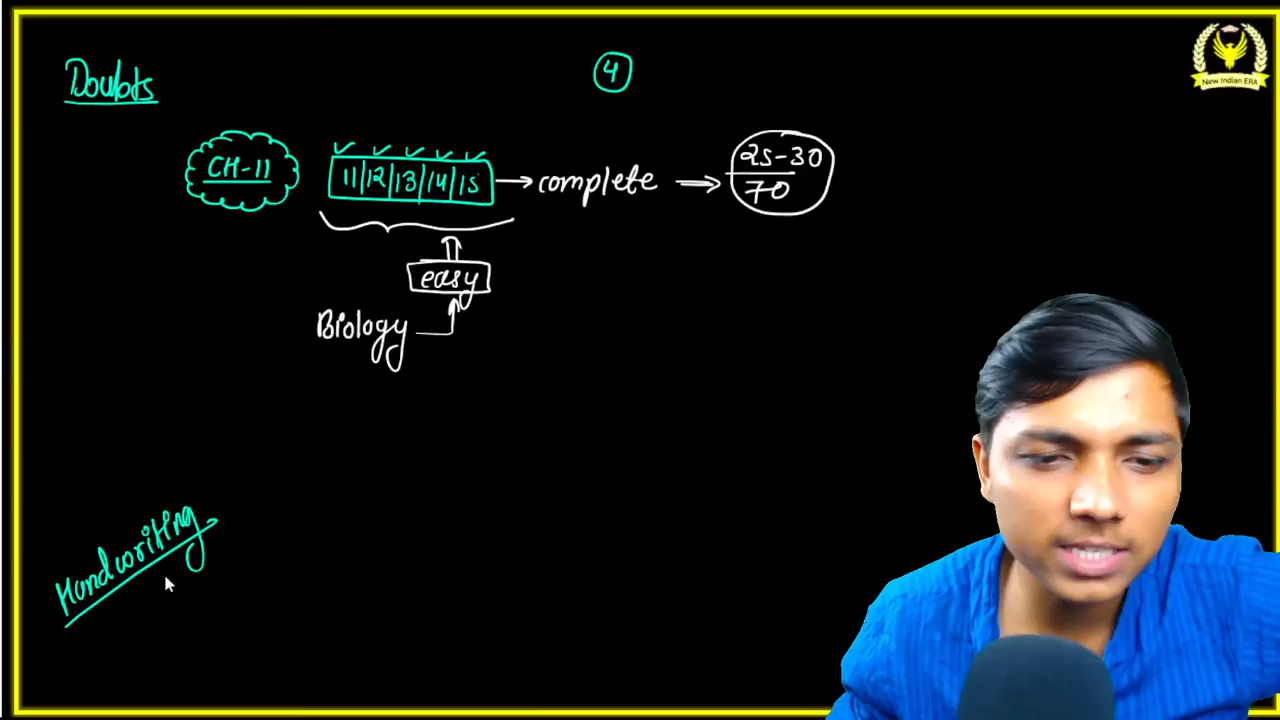 Doubts
4
New Indian ERA
CH-11
11 12 13 14 15 → complete → 25-30
70
easy
Biology
Handwriting